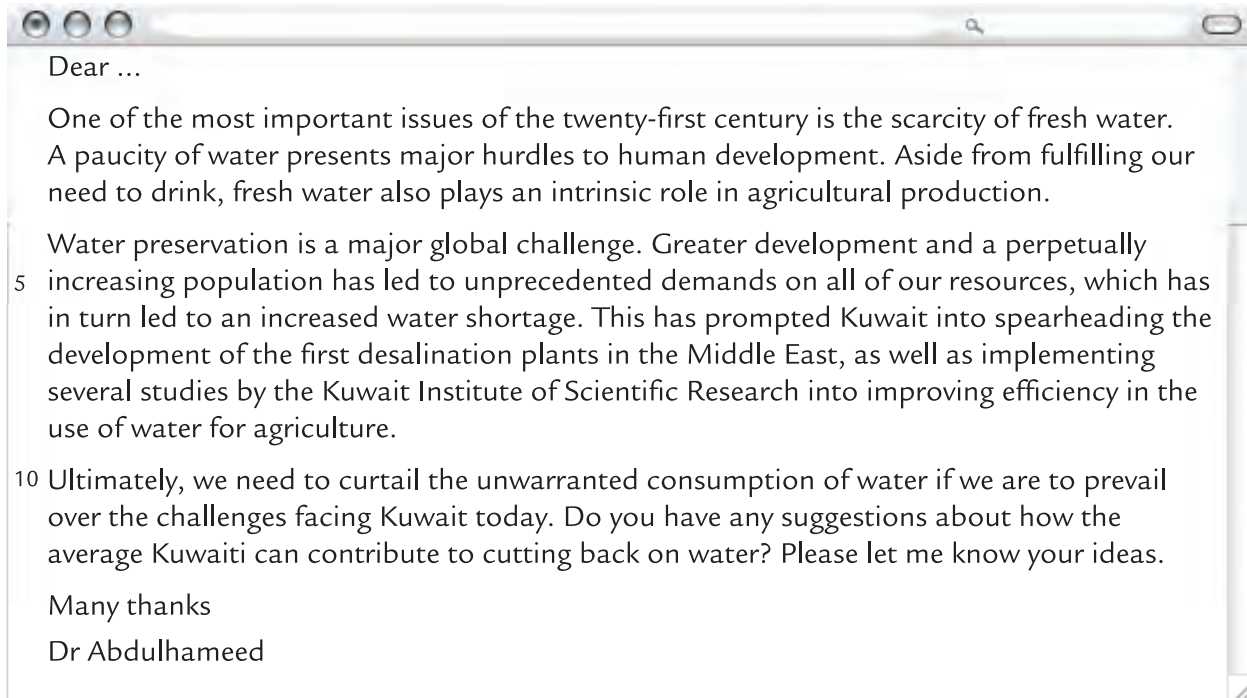 Dear ...
One of the most important issues of the twenty-first century is the scarcity of fresh water.
A paucity of water presents major hurdles to human development. Aside from fulfilling our
need to drink, fresh water also plays an intrinsic role in agricultural production.
Water preservation is a major global challenge. Greater development and a perpetually
5 increasing population has led to unprecedented demands on all of our resources, which has
in turn led to an increased water shortage. This has prompted Kuwait into spearheading the
development of the first desalination plants in the Middle East, as well as implementing
several studies by the Kuwait Institute of Scientific Research into improving efficiency in the
use of water for agriculture.
10 Ultimately, we need to curtail the unwarranted consumption of water if we are to prevail
over the challenges facing Kuwait today. Do you have any suggestions about how the
average Kuwaiti can contribute to cutting back on water? Please let me know your ideas.
Many thanks
Dr Abdulhameed